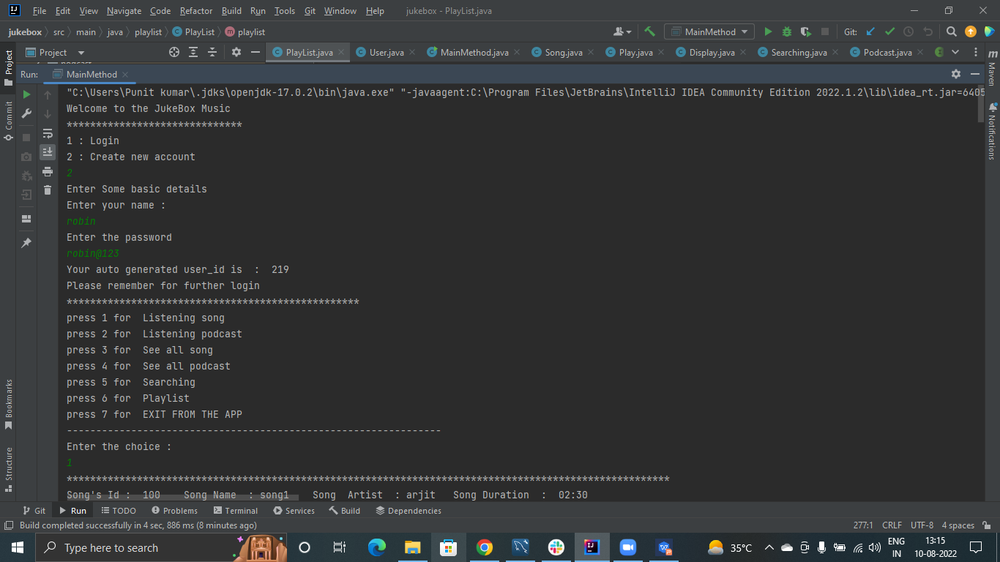 File Edit View Navigate Code Refactor Build Run Tools Git Window Help jukebox - PlayList.java
jukebox src main java playlist PlayList playlist MainMethod Git:
Project PlayList.java User.java MainMethod.java Song.java Play.java Display.java Searching.java Podcast.java
Run: MainMethod
"C:\Users\Punit kumar\.jdks\openjdk-17.0.2\bin\java.exe" "-javaagent:C:\Program Files\JetBrains\IntelliJ IDEA Community Edition 2022.1.2\lib\idea_rt.jar=6405
Welcome to the JukeBox Music
******************************
1 : Login
2 : Create new account
2
Enter Some basic details
Enter your name :
robin
Enter the password
robin@123
Your auto generated user_id is  :  219
Please remember for further login
**************************************************
press 1 for  Listening song
press 2 for  Listening podcast
press 3 for  See all song
press 4 for  See all podcast
press 5 for  Searching
press 6 for  Playlist
press 7 for  EXIT FROM THE APP
----------------------------------------------------------------
Enter the choice :
1
*******************************************************************************************************
Song's Id :  100    Song Name  : song1    Song  Artist  : arjit   Song Duration  :  02:30
Project
Commit
Bookmarks
Structure
Maven
Notifications
Git Run TODO Problems Terminal Services Build Dependencies
Build completed successfully in 4 sec, 886 ms (8 minutes ago) 277:1 CRLF UTF-8 4 spaces
Type here to search 35°C ENG IN 13:15 10-08-2022